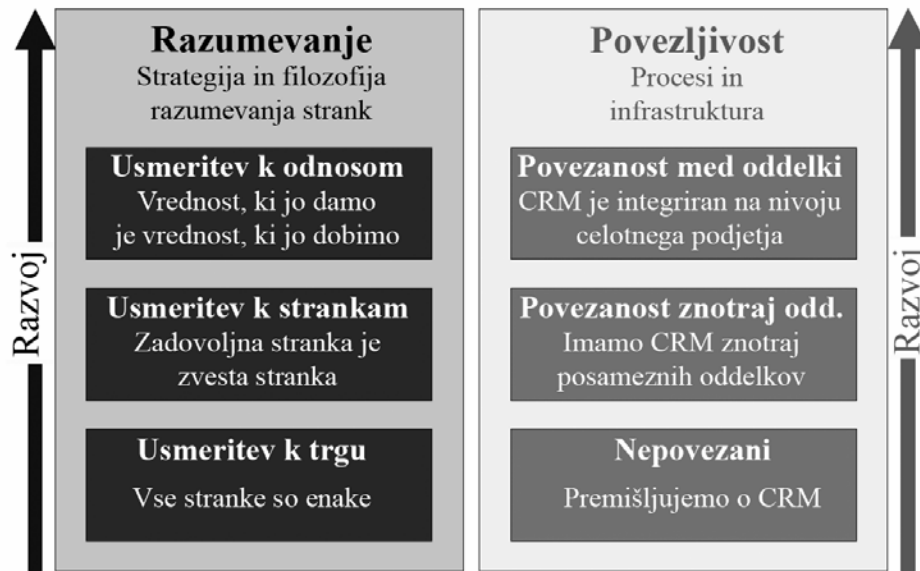 Razvoj
Razumevanje
Strategija in filozofija
razumevanja strank
Usmeritev k odnosom
Vrednost, ki jo damo
je vrednost, ki jo dobimo
Usmeritev k strankam
Zadovoljna stranka je
zvesta stranka
Usmeritev k trgu
Vse stranke so enake
Povezljivost
Procesi in
infrastruktura
Povezanost med oddelki
CRM je integriran na nivoju
celotnega podjetja
Povezanost znotraj odd.
Imamo CRM znotraj
posameznih oddelkov
Nepovezani
Premišljujemo o CRM
Razvoj